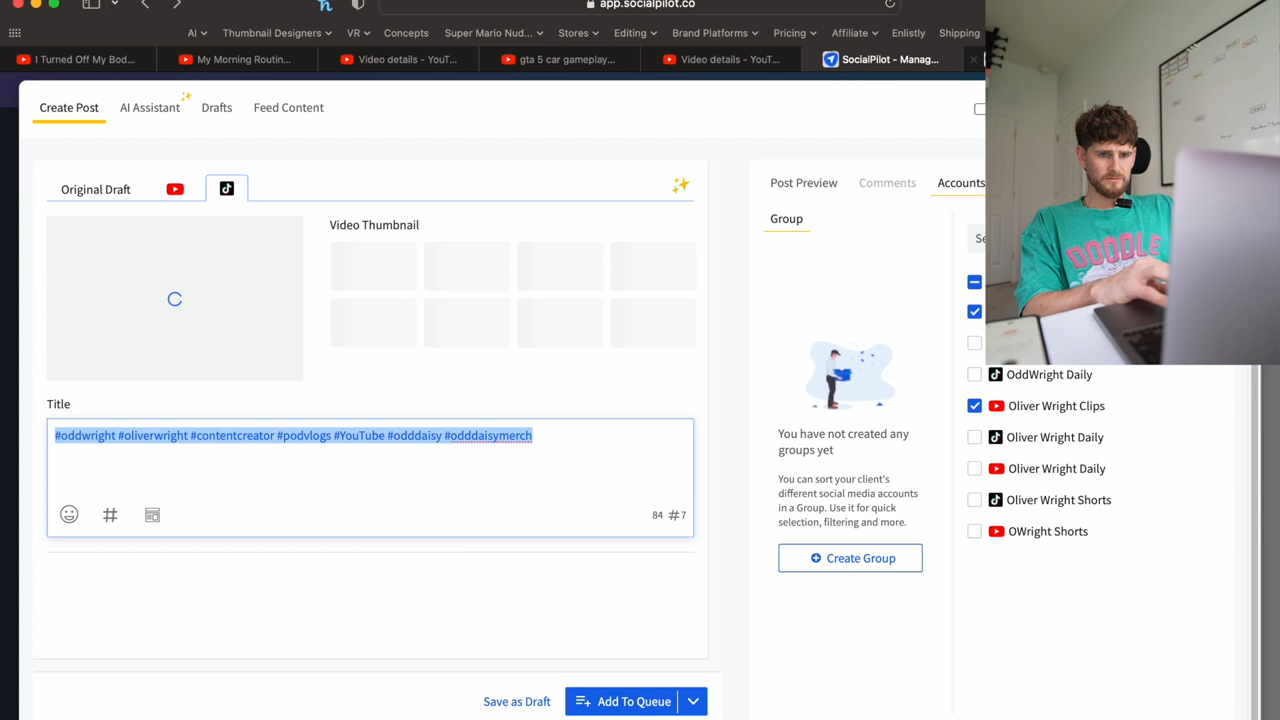 app.socialpilot.co
AI Thumbnail Designers VR Concepts Super Mario Nud... Stores Editing Brand Platforms Pricing Affiliate Enlistly Shipping
I Turned Off My Bod... My Morning Routin... Video details - YouT... gta 5 car gameplay... Video details - YouT... SocialPilot - Manag...
Create Post AI Assistant Drafts Feed Content
Original Draft
Video Thumbnail
Title
#oddwright #oliverwright #contentcreator #podvlogs #YouTube #odddaisy #odddaisymerch
84 #7
Save as Draft Add To Queue
Post Preview Comments Accounts
Group
Se
You have not created any
groups yet
You can sort your client's
different social media accounts
in a Group. Use it for quick
selection, filtering and more.
Create Group
OddWright Daily
Oliver Wright Clips
Oliver Wright Daily
Oliver Wright Daily
Oliver Wright Shorts
OWright Shorts
DOODLE